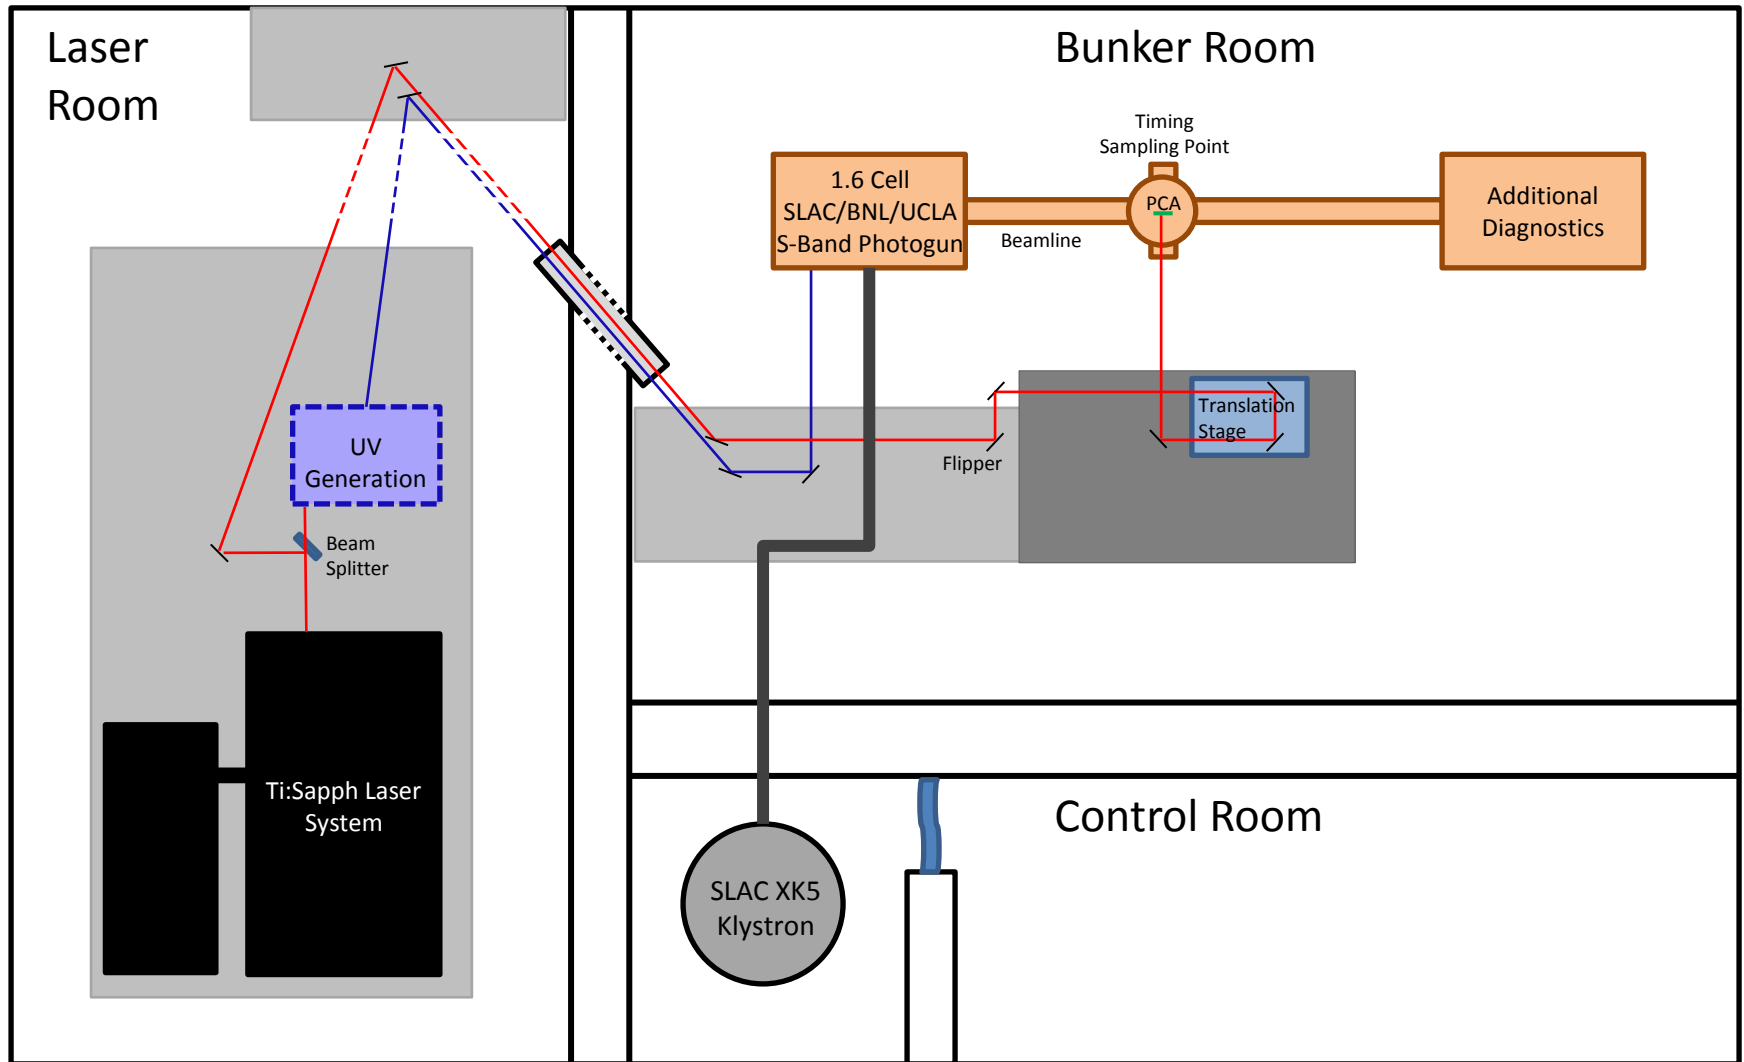 Laser
Room
Bunker Room
Timing
Sampling Point
1.6 Cell
SLAC/BNL/UCLA
S-Band Photogun
PCA
Beamline
Additional
Diagnostics
Translation
Stage
Flipper
UV
Generation
Beam
Splitter
Ti:Sapph Laser
System
Control Room
SLAC XK5
Klystron